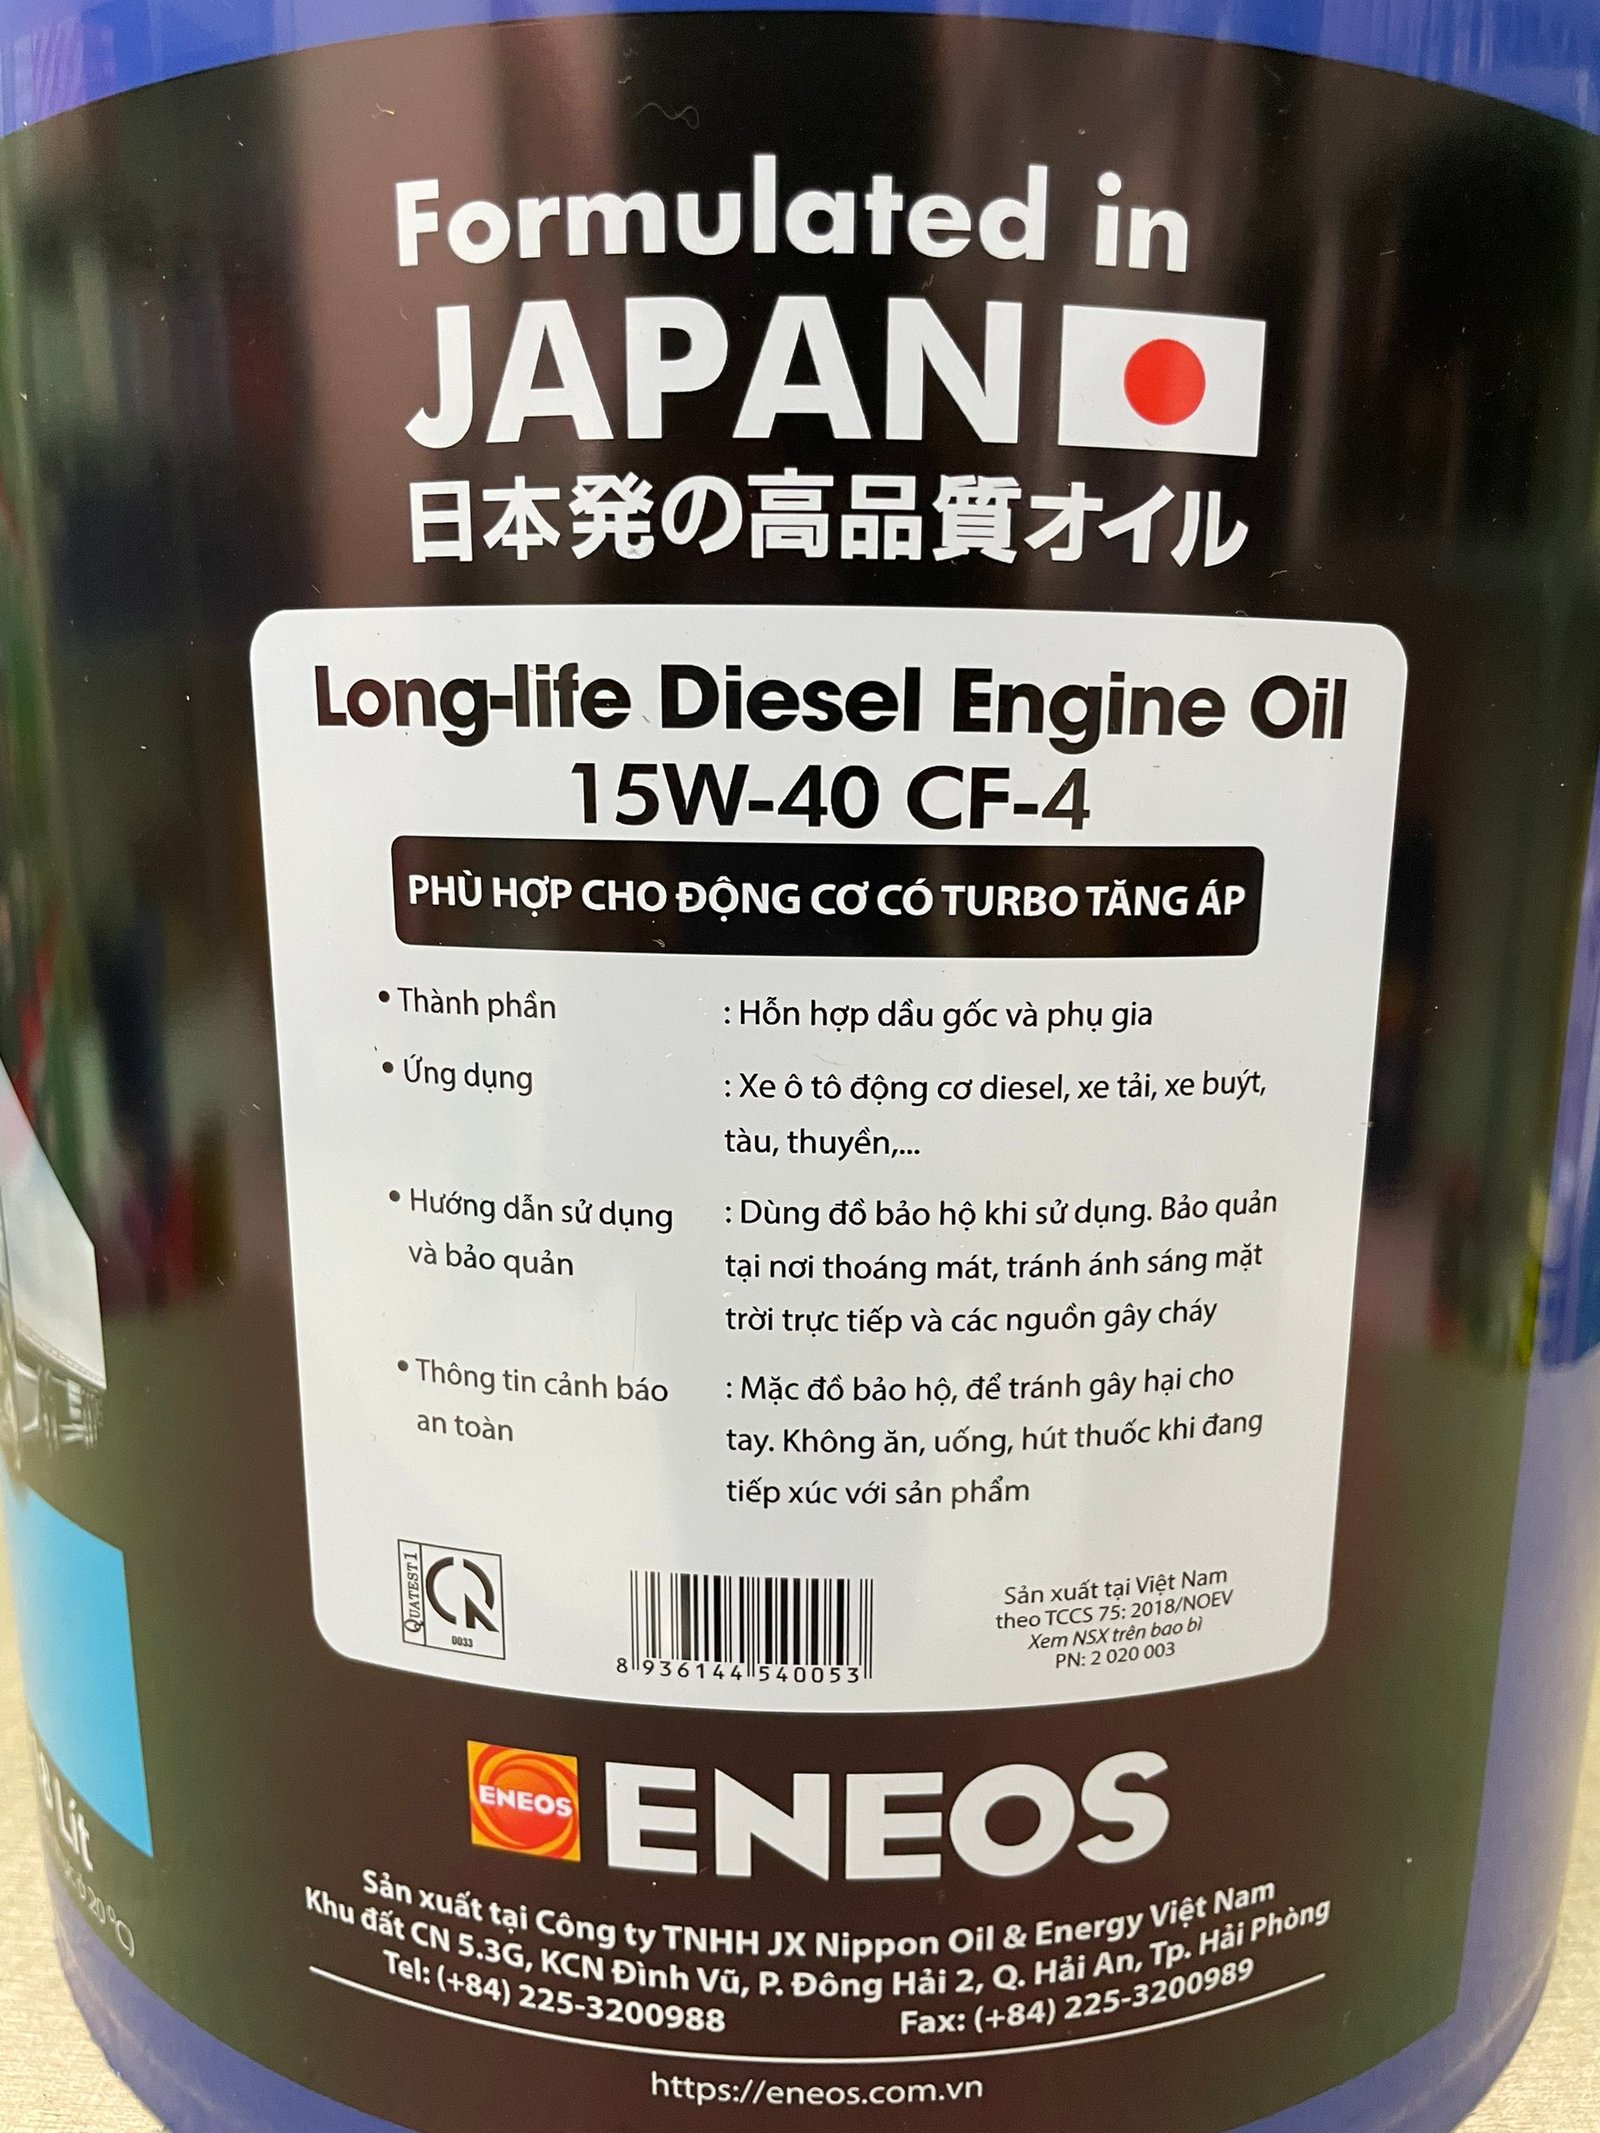 Formulated in
JAPAN
日本発の高品質オイル
Long-life Diesel Engine Oil
15W-40 CF-4
PHÙ HỢP CHO ĐỘNG CƠ CÓ TURBO TĂNG ÁP
• Thành phần : Hỗn hợp dầu gốc và phụ gia
• Ứng dụng : Xe ô tô động cơ diesel, xe tải, xe buýt,
tàu, thuyền,...
• Hướng dẫn sử dụng : Dùng đồ bảo hộ khi sử dụng. Bảo quản
và bảo quản tại nơi thoáng mát, tránh ánh sáng mặt
trời trực tiếp và các nguồn gây cháy
• Thông tin cảnh báo : Mặc đồ bảo hộ, để tránh gây hại cho
an toàn tay. Không ăn, uống, hút thuốc khi đang
tiếp xúc với sản phẩm
QUATEST1
0033
8 936144 540053
Sản xuất tại Việt Nam
theo TCCS 75: 2018/NOEV
Xem NSX trên bao bì
PN: 2 020 003
ENEOS
ENEOS
Sản xuất tại Công ty TNHH JX Nippon Oil & Energy Việt Nam
Khu đất CN 5.3G, KCN Đình Vũ, P. Đông Hải 2, Q. Hải An, Tp. Hải Phòng
Tel: (+84) 225-3200988 Fax: (+84) 225-3200989
https://eneos.com.vn
Lít
20°C)